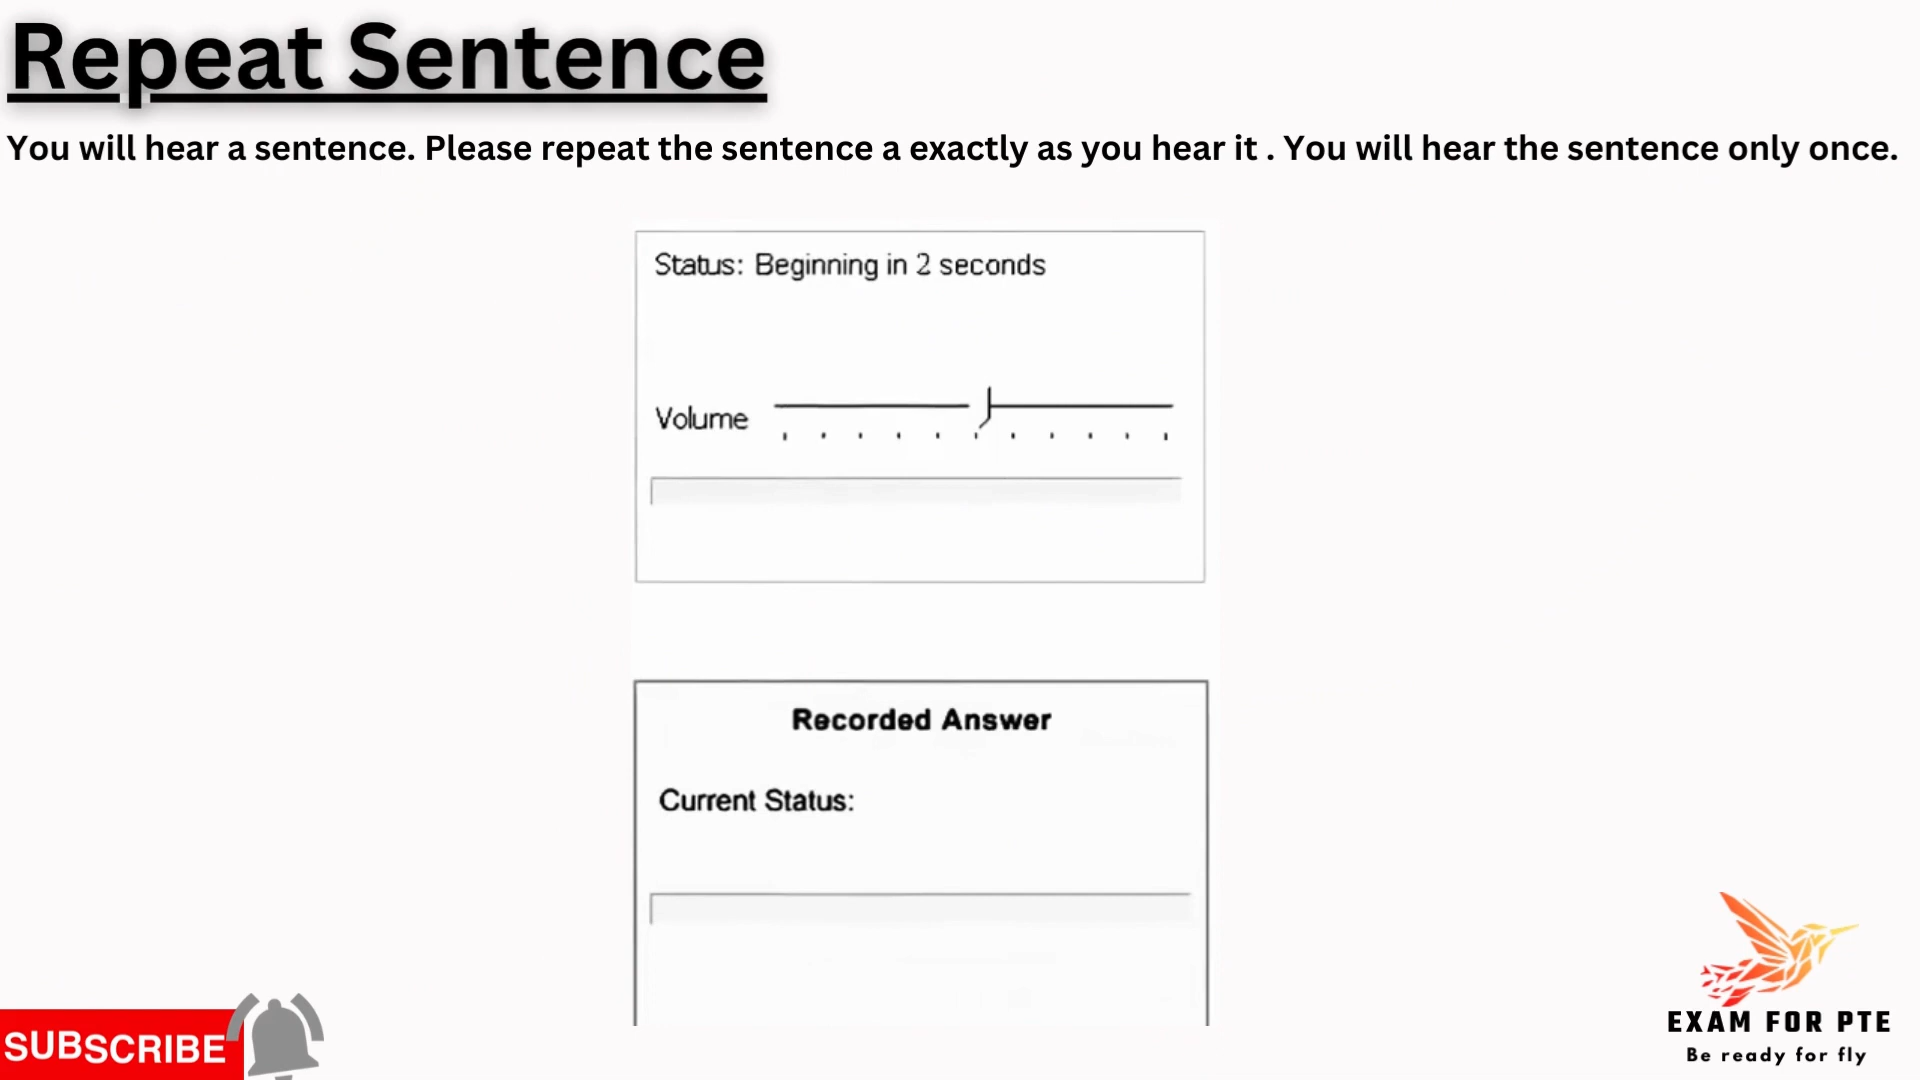 Repeat Sentence
You will hear a sentence. Please repeat the sentence a exactly as you hear it . You will hear the sentence only once.
Status: Beginning in 2 seconds
Volume
Recorded Answer
Current Status:
SUBSCRIBE
EXAM FOR PTE
Be ready for fly